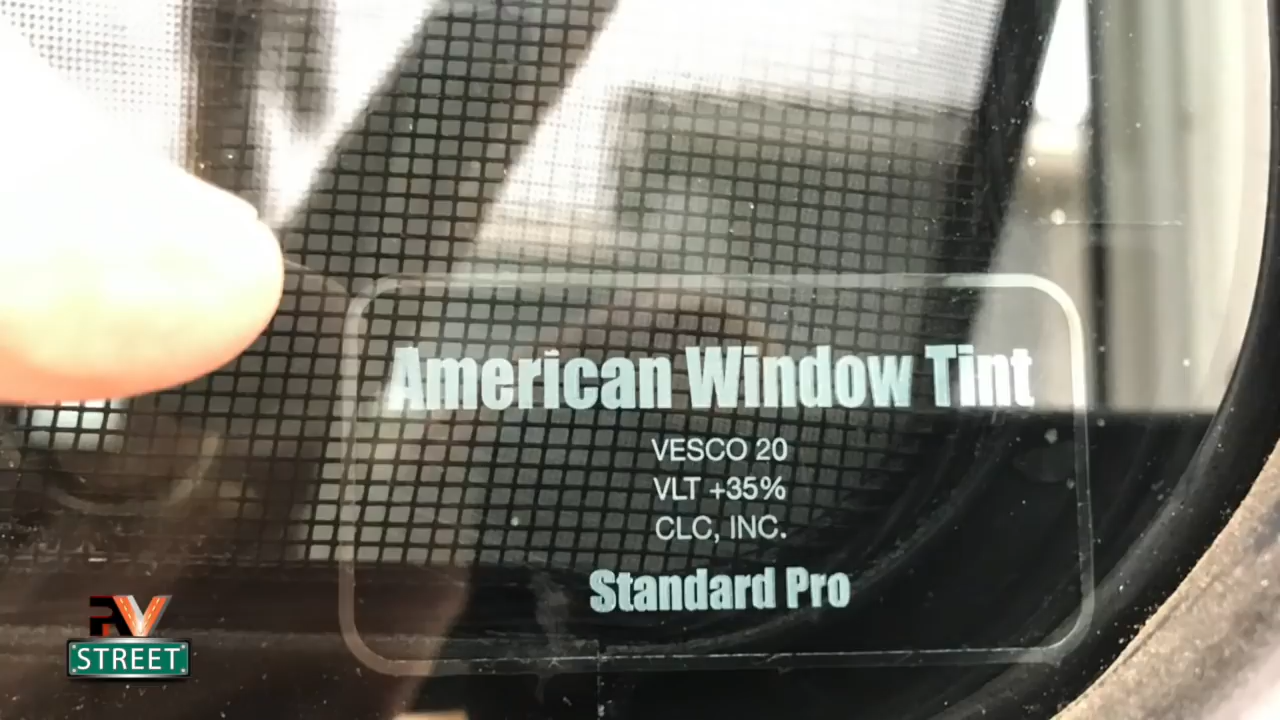 American Window Tint
VESCO 20
VLT +35%
CLC, INC.
Standard Pro
RV
STREET